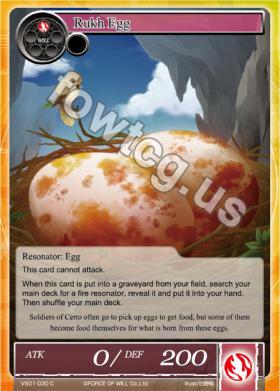 Rukh Egg
WILL
fowtcg.us
Resonator: Egg
This card cannot attack.
When this card is put into a graveyard from your field, search your
main deck for a fire resonator, reveal it and put it into your hand.
Then shuffle your main deck.
Soldiers of Certo often go to pick up eggs to get food, but some of them
become food themselves for what is born from these eggs.
ATK 0/ DEF 200
VS01-030 C ©FORCE OF WILL Co.,Ltd. Illust/